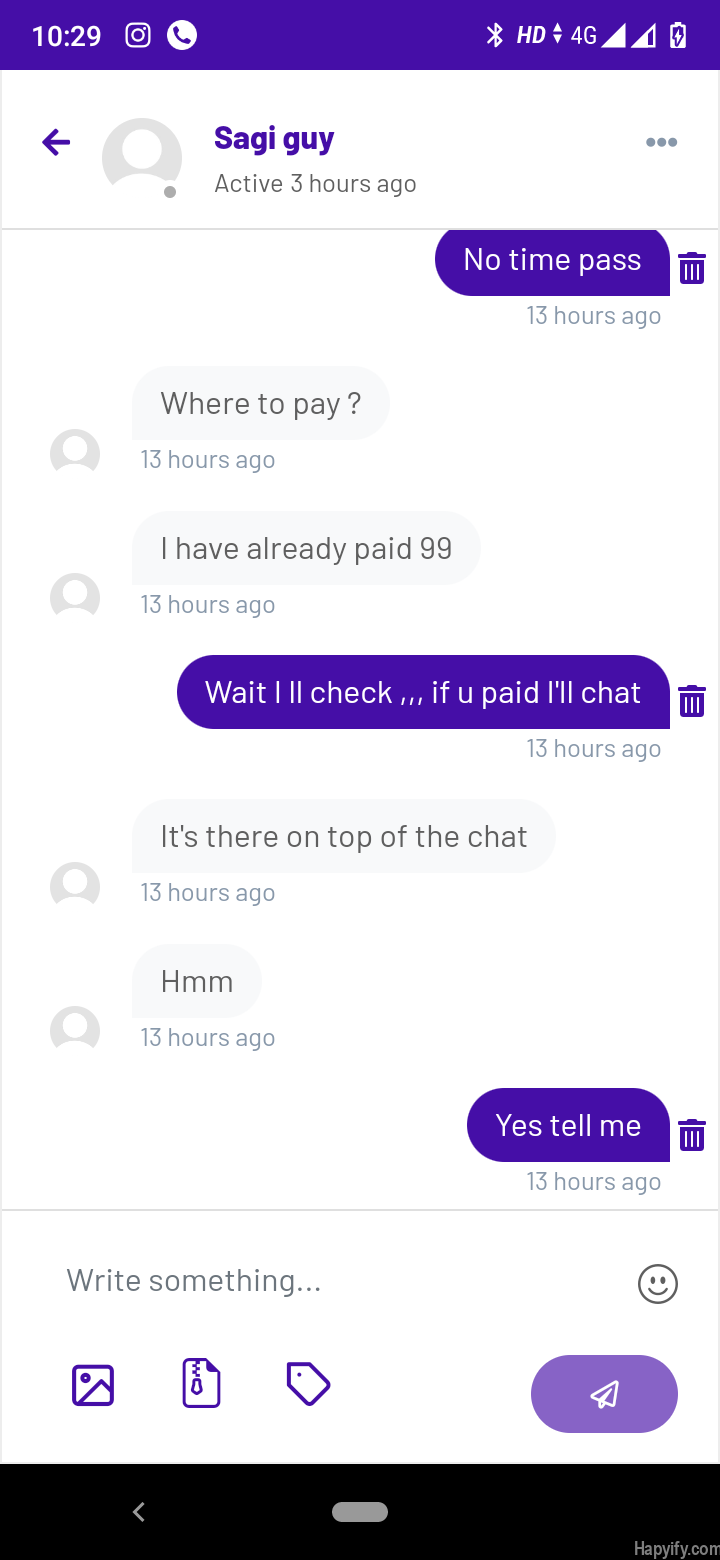 10:29 HD 4G
Sagi guy
Active 3 hours ago
No time pass
13 hours ago
Where to pay ?
13 hours ago
I have already paid 99
13 hours ago
Wait I ll check ,,, if u paid I'll chat
13 hours ago
It's there on top of the chat
13 hours ago
Hmm
13 hours ago
Yes tell me
13 hours ago
Write something...
Hapyify.com